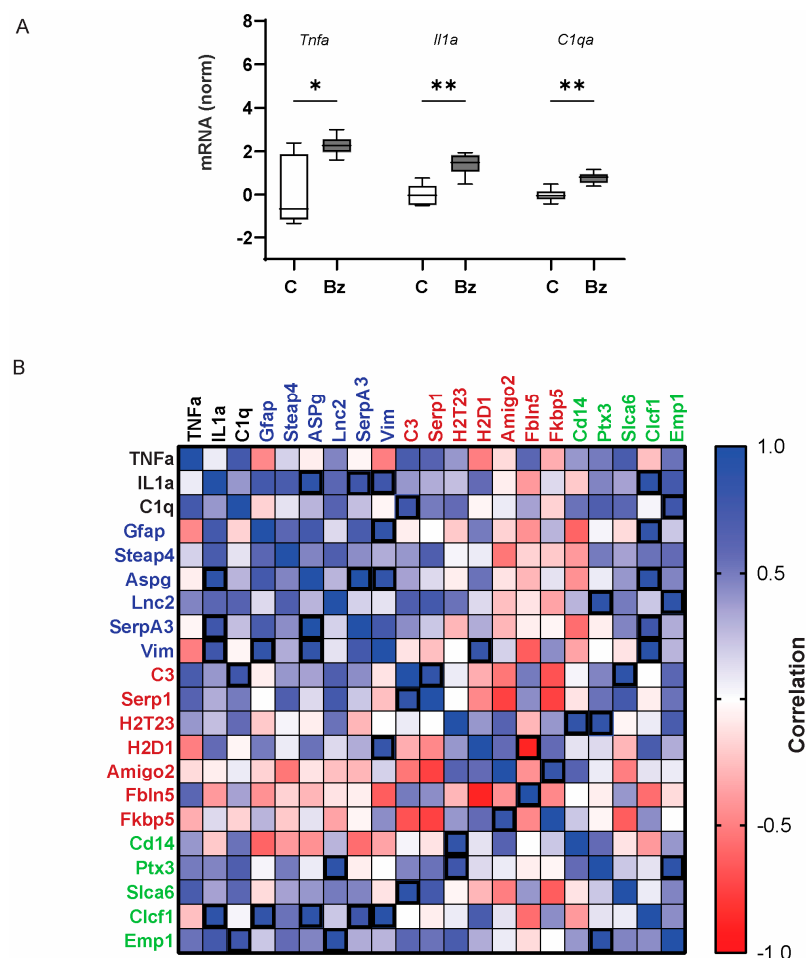 A
mRNA (norm)
8
6
4
2
0
-2
Tnfa
Il1a
C1qa
*
**
**
C
Bz
C
Bz
C
Bz
B
TNFa
IL1a
C1q
Gfap
Steap4
ASPg
Lnc2
SerpA3
Vim
C3
Serp1
H2T23
H2D1
Amigo2
Fbln5
Fkbp5
Cd14
Ptx3
Slca6
Clcf1
Emp1
TNFa
IL1a
C1q
Gfap
Steap4
Aspg
Lnc2
SerpA3
Vim
C3
Serp1
H2T23
H2D1
Amigo2
Fbln5
Fkbp5
Cd14
Ptx3
Slca6
Clcf1
Emp1
1.0
0.5
-0.5
-1.0
Correlation